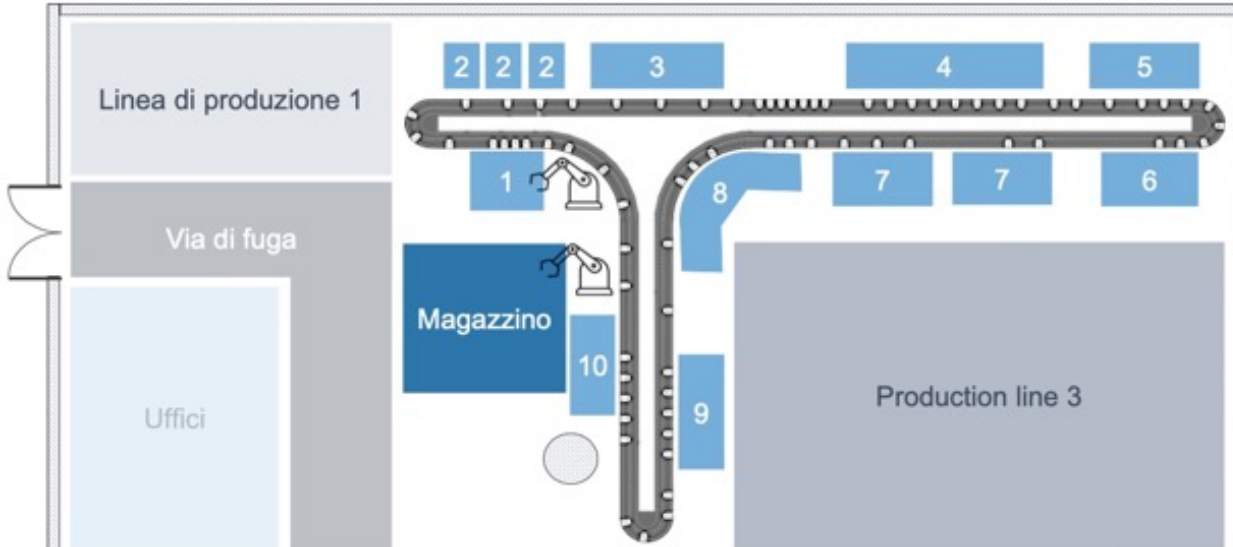 Linea di produzione 1
2
2
2
3
4
5
1
8
7
7
6
Via di fuga
Magazzino
10
9
Uffici
Production line 3